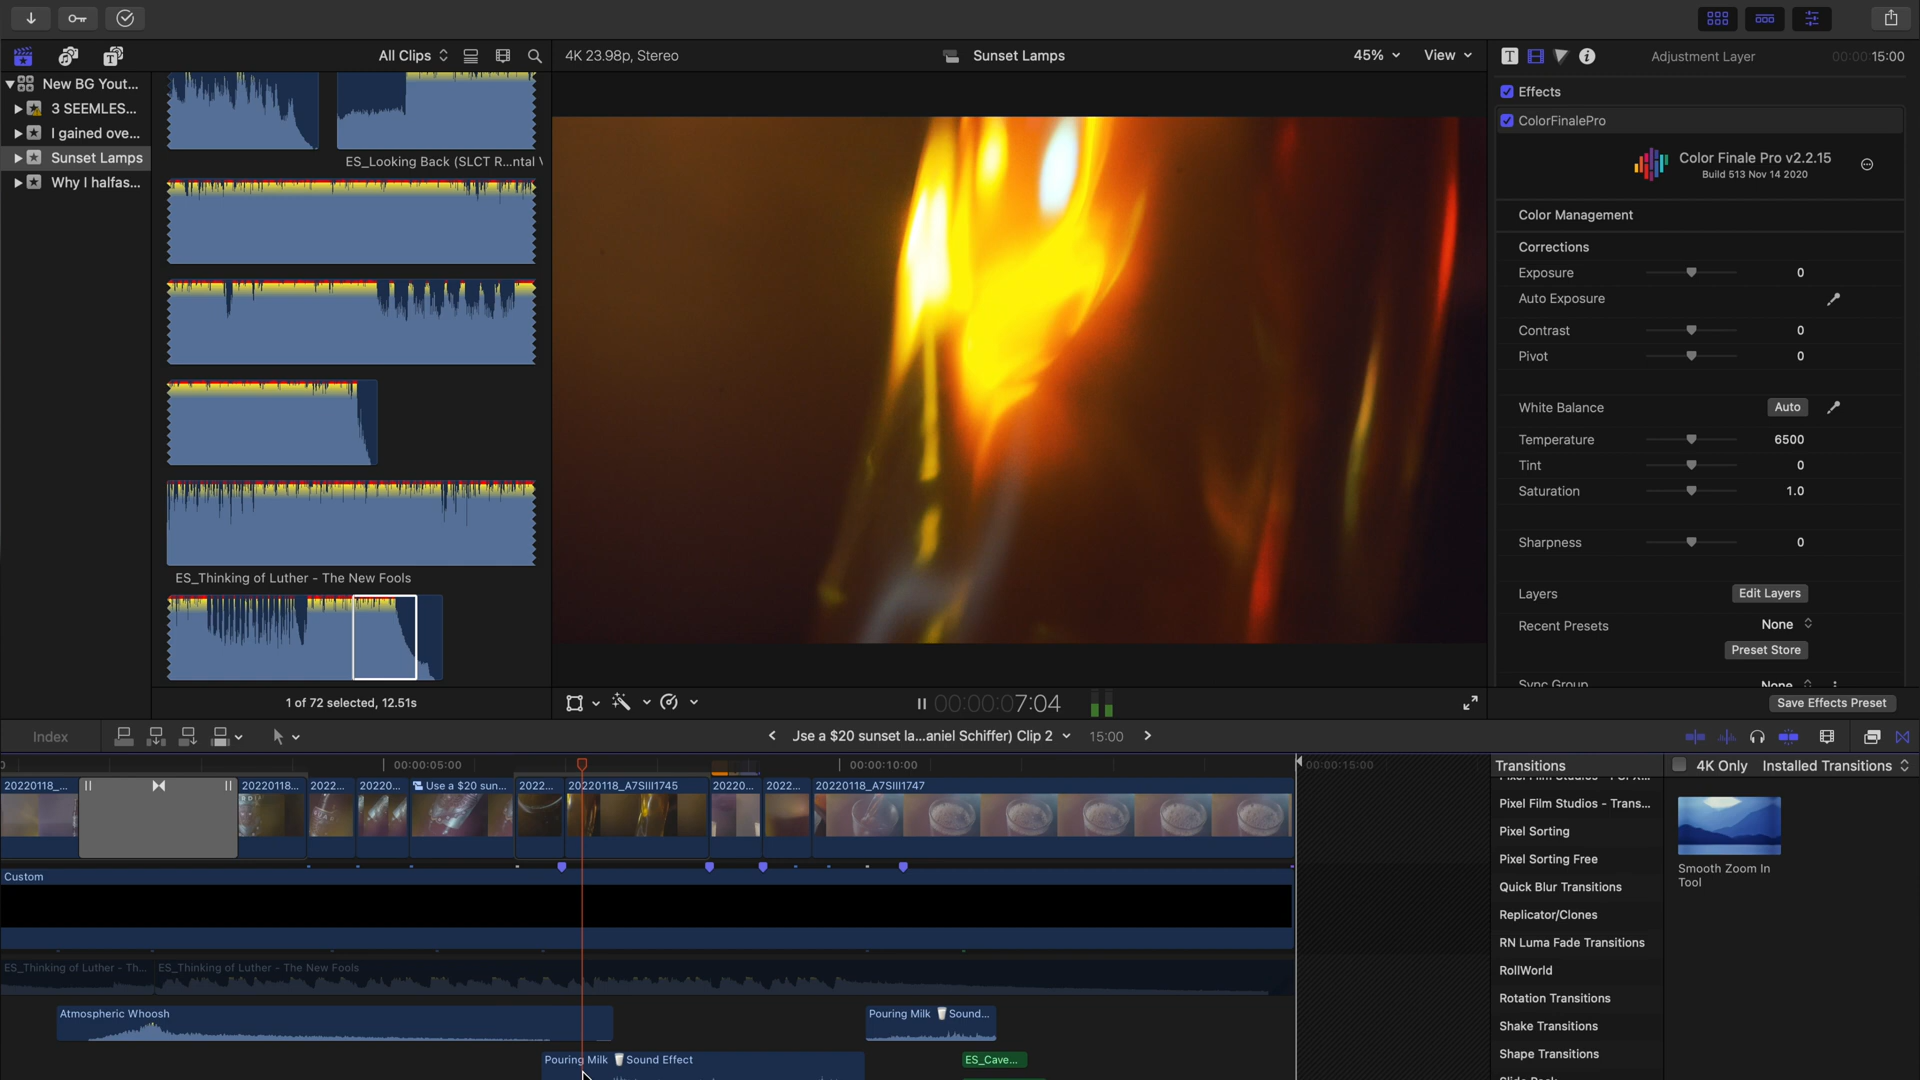 All Clips
4K 23.98p, Stereo
Sunset Lamps
45%
View
Adjustment Layer
00:00:15:00
New BG Yout...
3 SEEMLES...
I gained ove...
Sunset Lamps
Why I halfas...
ES_Looking Back (SLCT R...ntal V
ES_Thinking of Luther - The New Fools
1 of 72 selected, 12.51s
00:00:07:04
Effects
ColorFinalePro
Color Finale Pro v2.2.15
Build 513 Nov 14 2020
Color Management
Corrections
Exposure
0
Auto Exposure
Contrast
0
Pivot
0
White Balance
Auto
Temperature
6500
Tint
0
Saturation
1.0
Sharpness
0
Layers
Edit Layers
Recent Presets
None
Preset Store
Sync Group
None
Save Effects Preset
Index
Jse a $20 sunset la...aniel Schiffer) Clip 2
15:00
00:00:05:00
00:00:10:00
00:00:15:00
20220118_...
20220118...
2022...
20220...
Use a $20 sun...
2022...
20220118_A7SIII1745
20220...
2022...
20220118_A7SIII1747
Custom
ES_Thinking of Luther - Th...
ES_Thinking of Luther - The New Fools
Atmospheric Whoosh
Pouring Milk 🥛Sound...
Pouring Milk 🥛Sound Effect
ES_Cave...
Transitions
4K Only
Installed Transitions
Pixel Film Studios - Trans...
Pixel Sorting
Pixel Sorting Free
Quick Blur Transitions
Replicator/Clones
RN Luma Fade Transitions
RollWorld
Rotation Transitions
Shake Transitions
Shape Transitions
Smooth Zoom In
Tool